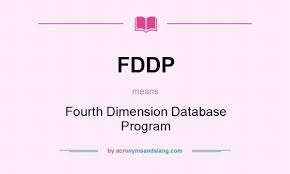 FDDP
means
Fourth Dimension Database
Program
by acronymsandslang.com